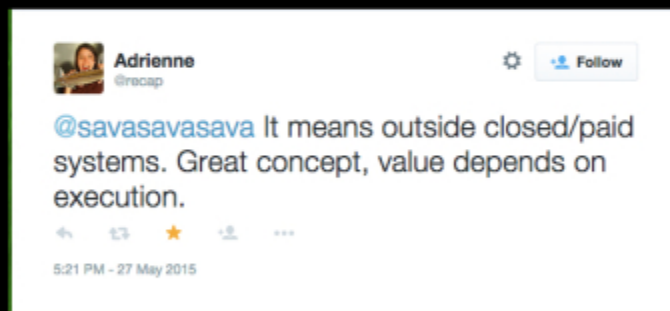 Adrienne
@recap
Follow
@savasavasava It means outside closed/paid
systems. Great concept, value depends on
execution.
5:21 PM - 27 May 2015